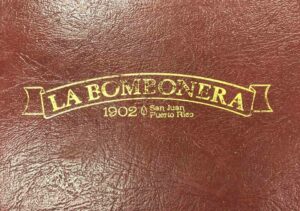 LA BOMBONERA
1902 San Juan
Puerto Rico